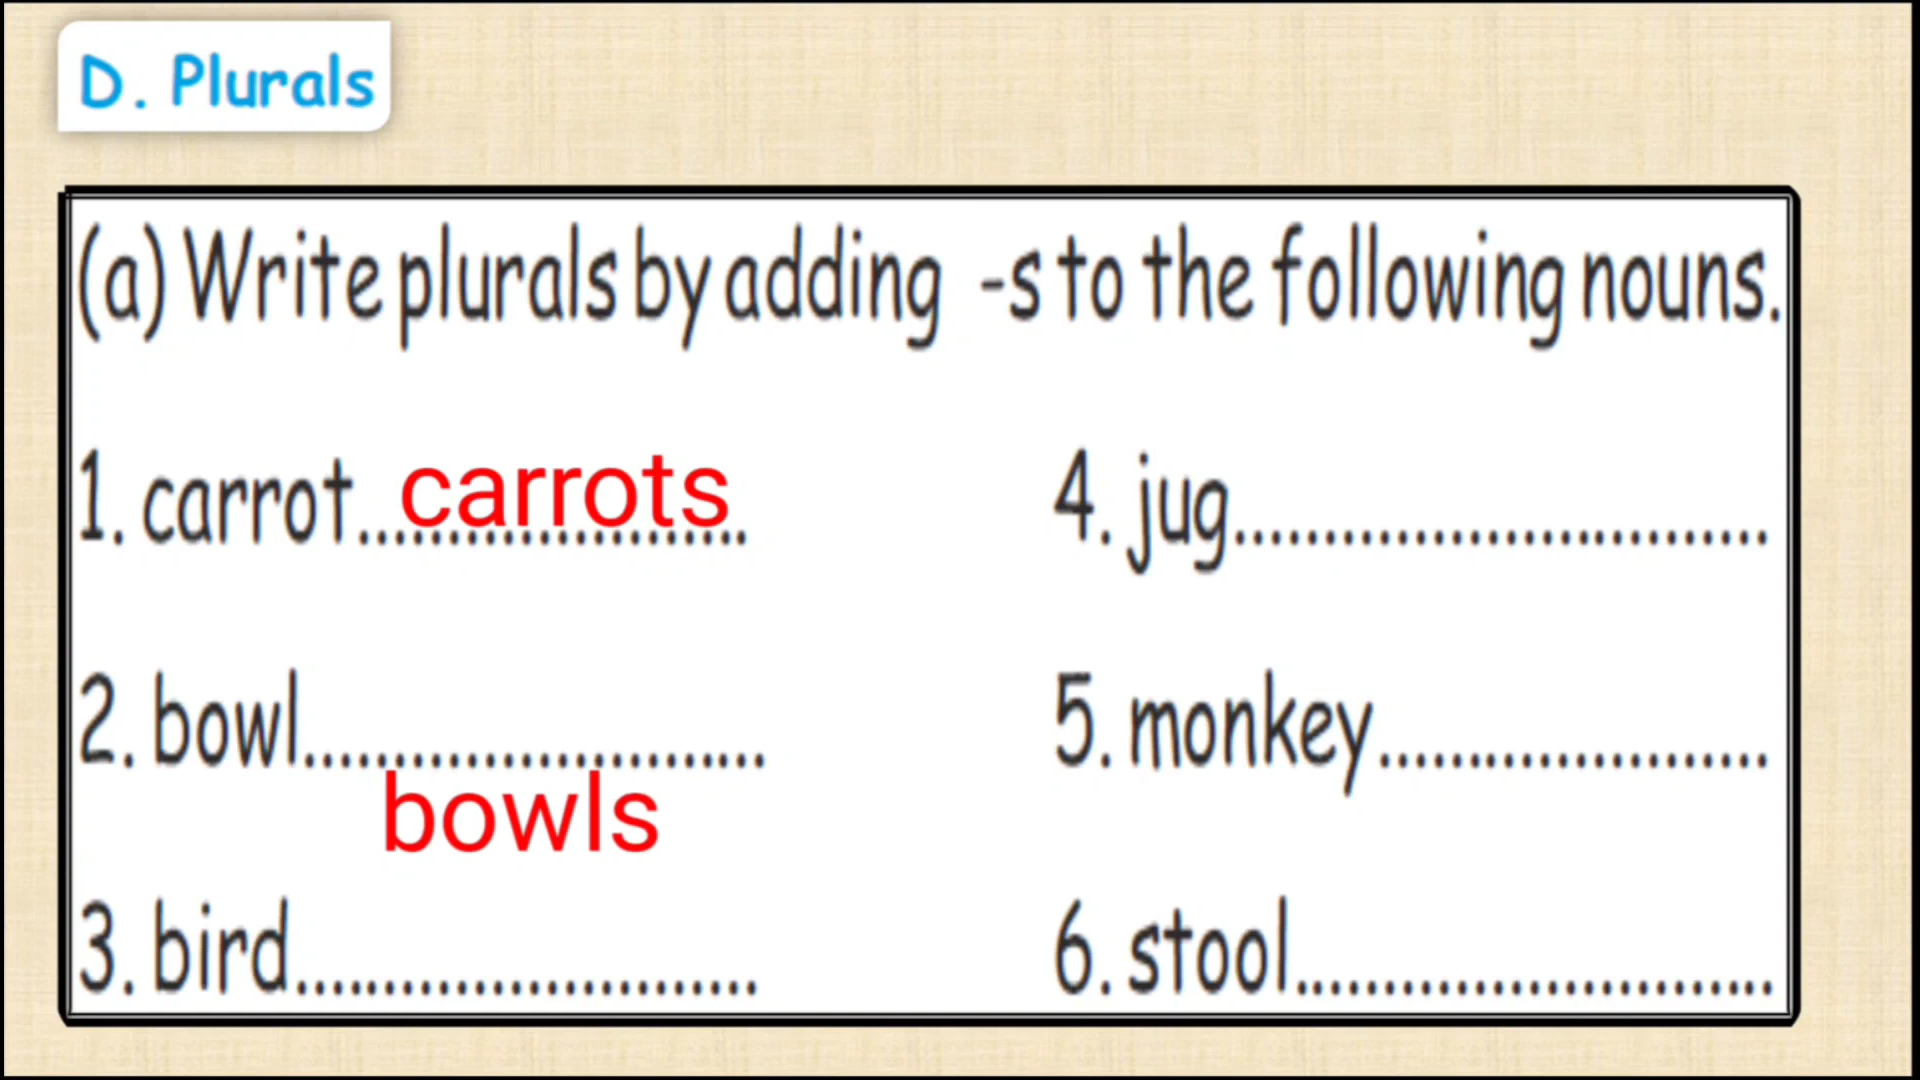 D. Plurals
(a) Write plurals by adding -s to the following nouns.
1. carrot...................... carrots
2. bowl..........................
bowls
3. bird..........................
4. jug..............................
5. monkey......................
6. stool...........................